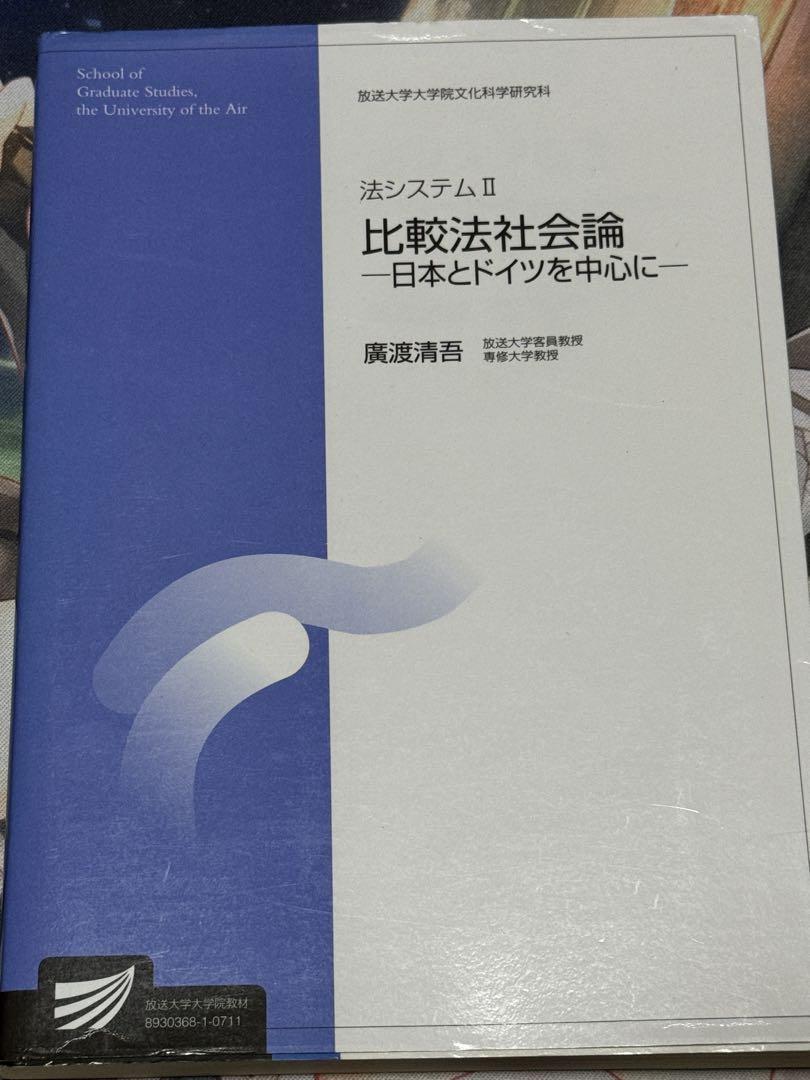 School of
Graduate Studies,
the University of the Air
放送大学大学院文化科学研究科
法システムⅡ
比較法社会論
—日本とドイツを中心に—
廣渡清吾
放送大学客員教授
専修大学教授
放送大学大学院教材
8930368-1-0711